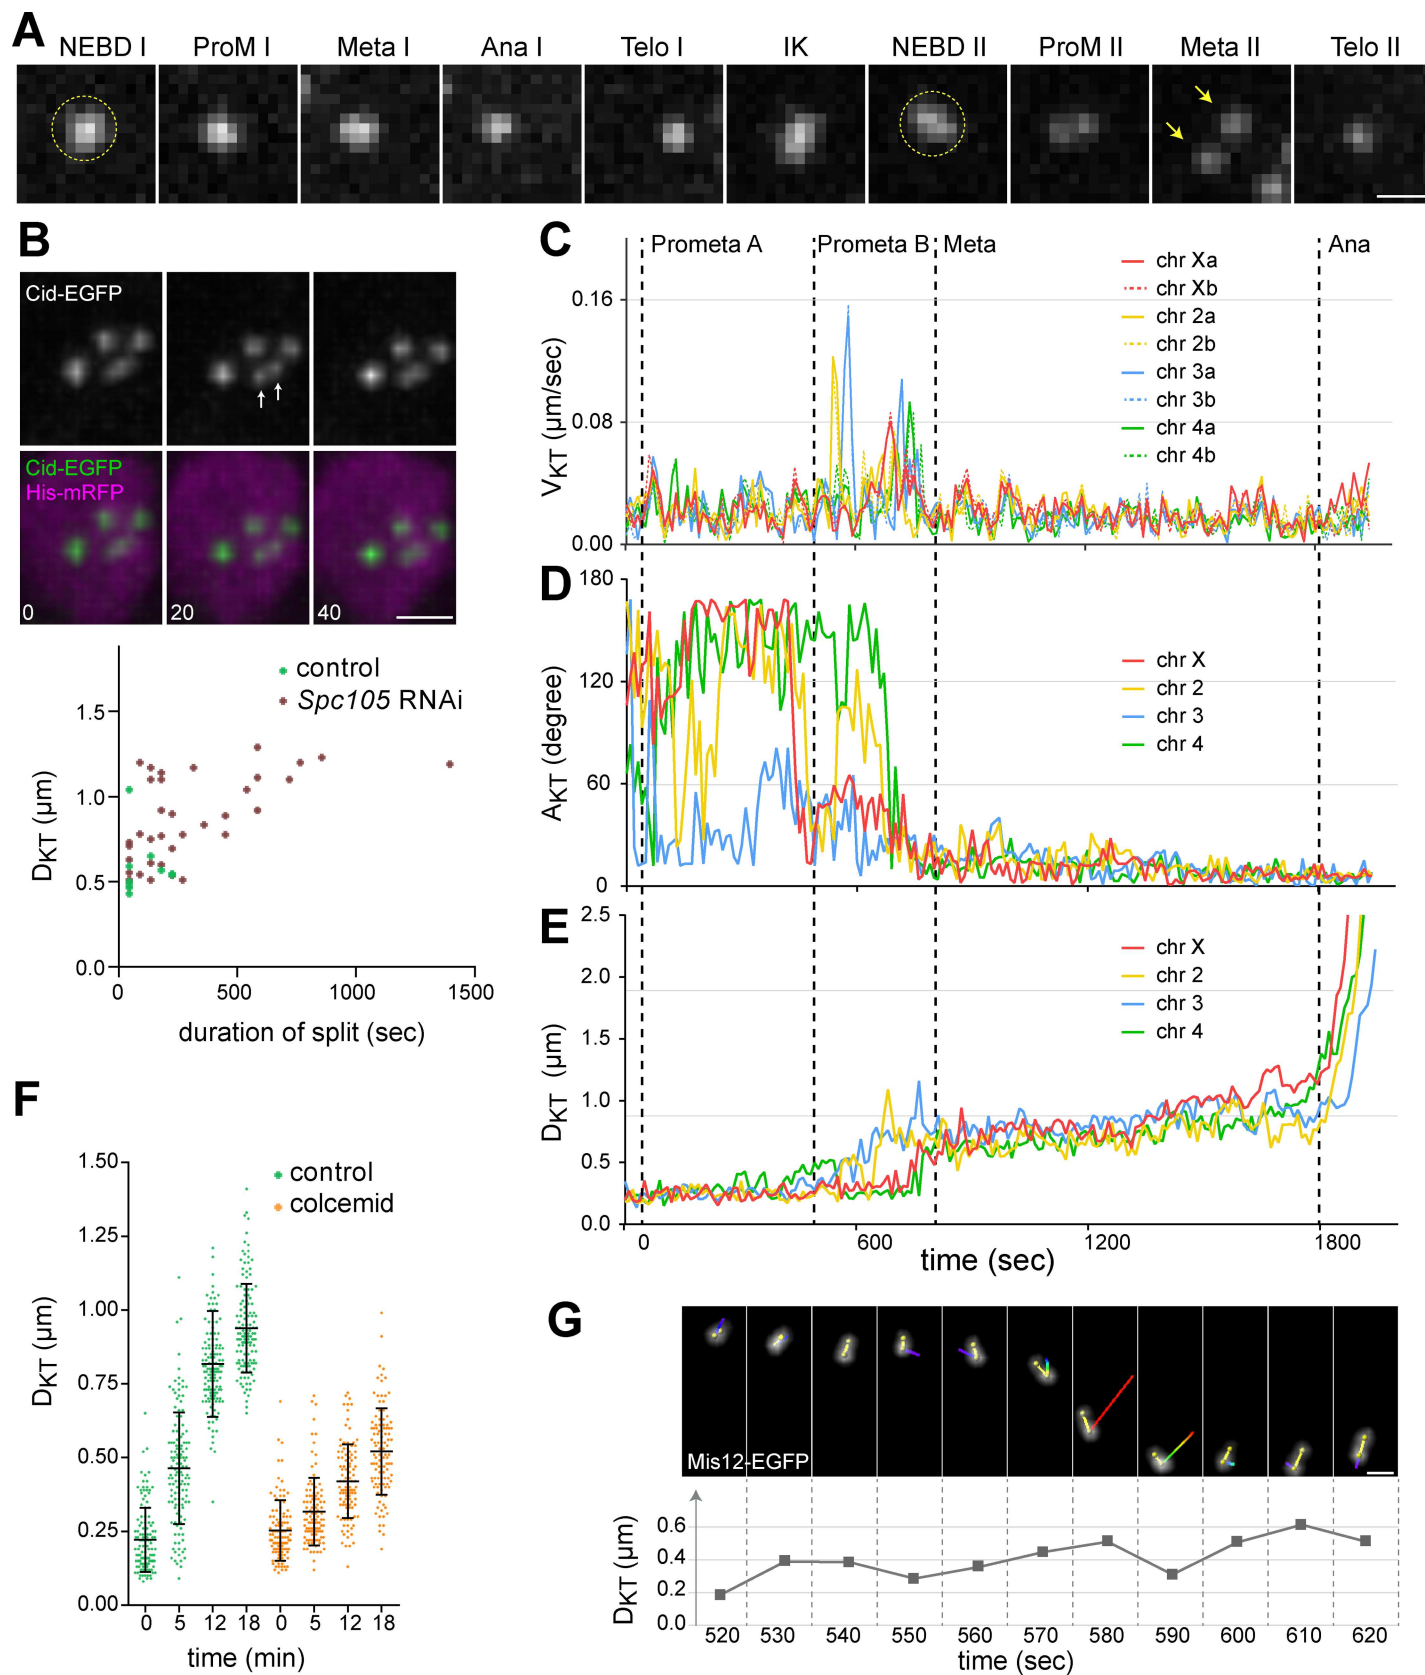 A
NEBD I ProM I Meta I Ana I Telo I IK NEBD II ProM II Meta II Telo II
B
Cid-EGFP
Cid-EGFP
His-mRFP
0 20 40
control
Spc105 RNAi
1.5
1.0
0.5
0.0
DKT (µm)
0 500 1000 1500
duration of split (sec)
C
Prometa A Prometa B Meta Ana
chr Xa
chr Xb
chr 2a
chr 2b
chr 3a
chr 3b
chr 4a
chr 4b
0.16
0.08
0.00
VKT (µm/sec)
D
180
120
60
0
AKT (degree)
chr X
chr 2
chr 3
chr 4
E
2.5
2.0
1.5
1.0
0.5
0.0
DKT (µm)
chr X
chr 2
chr 3
chr 4
0 600 1200 1800
time (sec)
F
control
colcemid
1.50
1.25
1.00
0.75
0.50
0.25
0.00
DKT (µm)
0 5 12 18 0 5 12 18
time (min)
G
Mis12-EGFP
0.6
0.4
0.2
0.0
DKT (µm)
520 530 540 550 560 570 580 590 600 610 620
time (sec)